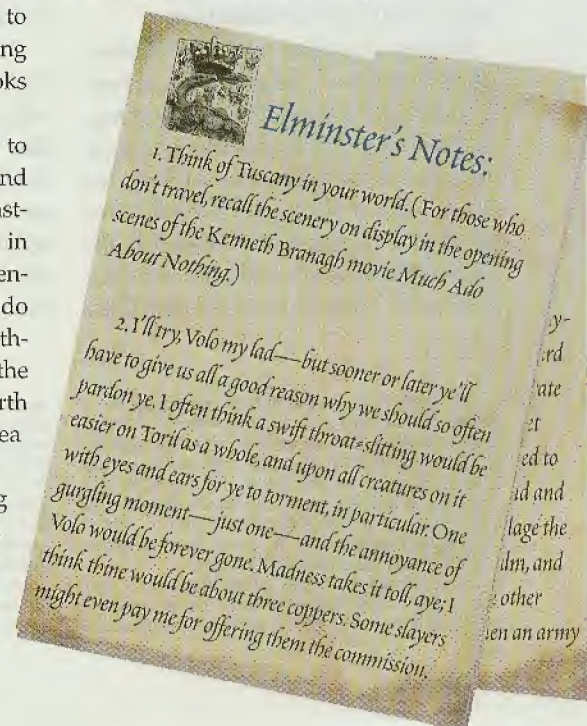 to
ing
oks
to
nd
ast-
in
en-
do
th-
the
rth
ea
g
Elminster's Notes:
1. Think of Tuscany in your world. (For those who
don't travel, recall the scenery on display in the opening
scenes of the Kenneth Branagh movie Much Ado
About Nothing.)
2. I'll try, Volo my lad—but sooner or later ye'll
have to give us all a good reason why we should so often
pardon ye. I often think a swift throat-slitting would be
easier on Toril as a whole, and upon all creatures on it
with eyes and ears for ye to torment, in particular. One
gurgling moment—just one—and the annoyance of
Volo would be forever gone. Madness takes it toll, aye; I
think thine would be about three coppers. Some slayers
might even pay me for offering them the commission.
y-
rd
ate
et
ed to
id and
lage the
lm, and
other
en an army